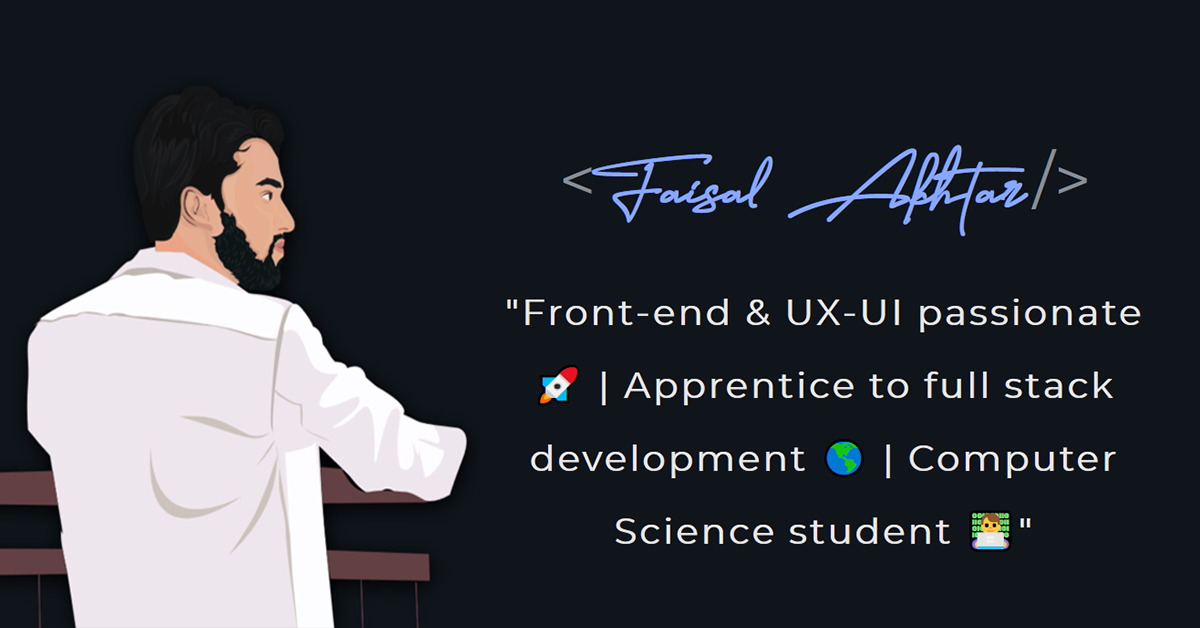 <Faisal Akhtar/>
"Front-end & UX-UI passionate
🚀 | Apprentice to full stack
development 🌎 | Computer
Science student 👨‍💻"